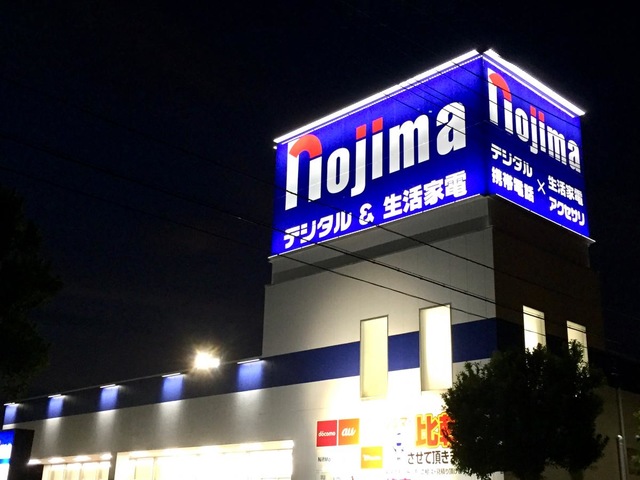 nojima
デジタル & 生活家電
nojima
デジタル
携帯電話
×
生活家電
アクセサリ
döcomo
au
比較
させて頂きま